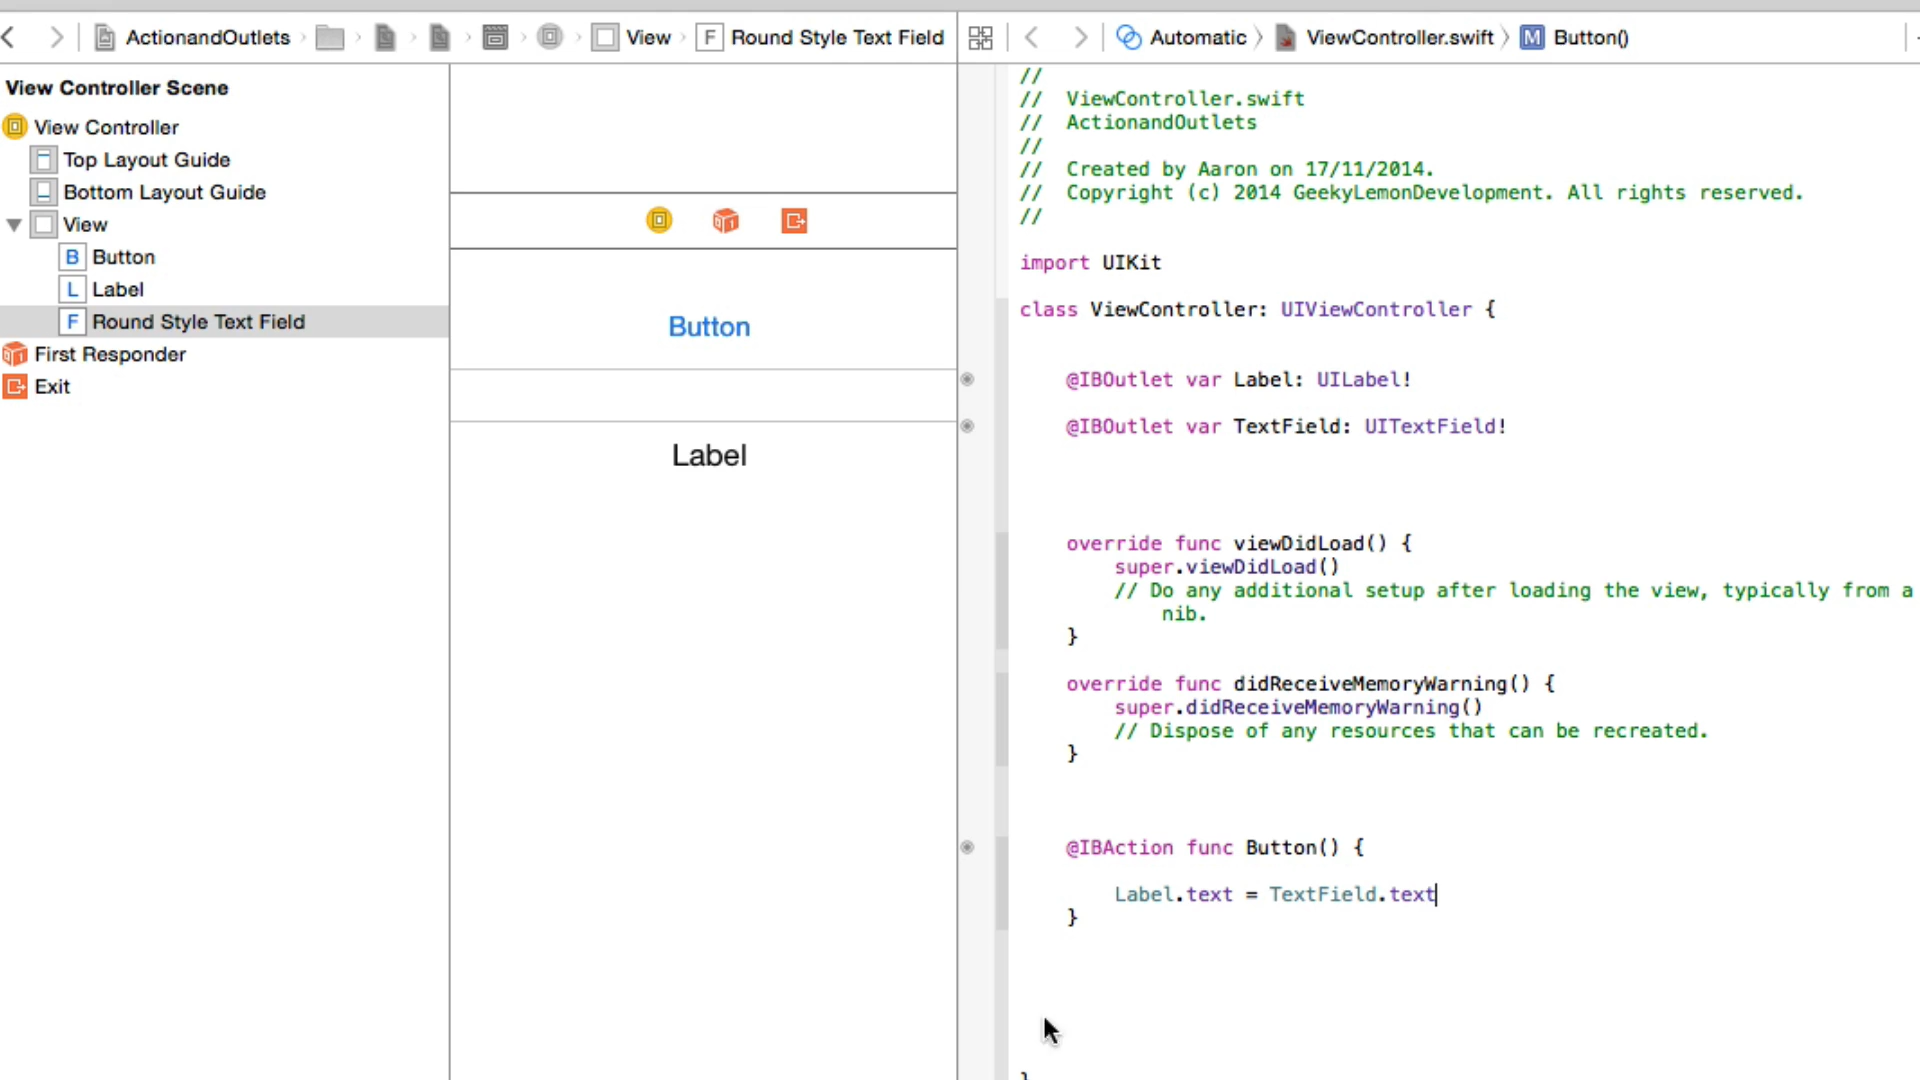 ActionandOutlets View F Round Style Text Field Automatic ViewController.swift M Button()
View Controller Scene
View Controller
Top Layout Guide
Bottom Layout Guide
View
B Button
L Label
F Round Style Text Field
First Responder
Exit
Button
Label
//
// ViewController.swift
// ActionandOutlets
//
// Created by Aaron on 17/11/2014.
// Copyright (c) 2014 GeekyLemonDevelopment. All rights reserved.
//
import UIKit
class ViewController: UIViewController {
@IBOutlet var Label: UILabel!
@IBOutlet var TextField: UITextField!
override func viewDidLoad() {
super.viewDidLoad()
// Do any additional setup after loading the view, typically from a
nib.
}
override func didReceiveMemoryWarning() {
super.didReceiveMemoryWarning()
// Dispose of any resources that can be recreated.
}
@IBAction func Button() {
Label.text = TextField.text
}